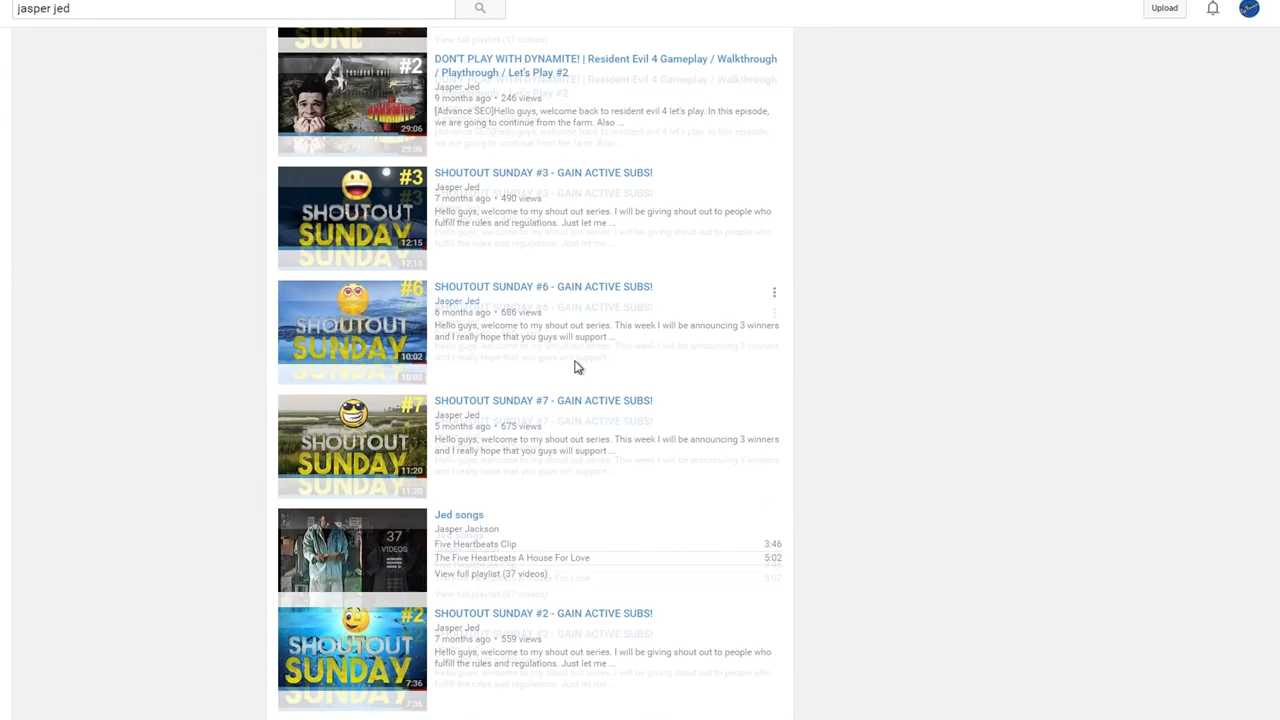 jasper jed
Upload
SUNE
View full playlist (11 videos)
#2
RESIDENT EVIL
DYNAMITE
29:06
DON'T PLAY WITH DYNAMITE! | Resident Evil 4 Gameplay / Walkthrough
/ Playthrough / Let's Play #2
Jasper Jed
9 months ago • 246 views
[Advance SEO]Hello guys, welcome back to resident evil 4 let's play. In this episode,
we are going to continue from the farm. Also ...
#3
SHOUTOUT
SUNDAY
12:15
SHOUTOUT SUNDAY #3 - GAIN ACTIVE SUBS!
Jasper Jed
7 months ago • 490 views
Hello guys, welcome to my shout out series. I will be giving shout out to people who
fulfill the rules and regulations. Just let me ...
#6
SHOUTOUT
SUNDAY
10:02
SHOUTOUT SUNDAY #6 - GAIN ACTIVE SUBS!
Jasper Jed
6 months ago • 686 views
Hello guys, welcome to my shout out series. This week I will be announcing 3 winners
and I really hope that you guys will support ...
#7
SHOUTOUT
SUNDAY
11:20
SHOUTOUT SUNDAY #7 - GAIN ACTIVE SUBS!
Jasper Jed
5 months ago • 675 views
Hello guys, welcome to my shout out series. This week I will be announcing 3 winners
and I really hope that you guys will support ...
37
VIDEOS
Jed songs
Jasper Jackson
Five Heartbeats Clip 3:46
The Five Heartbeats A House For Love 5:02
View full playlist (37 videos)
#2
SHOUTOUT
SUNDAY
7:36
SHOUTOUT SUNDAY #2 - GAIN ACTIVE SUBS!
Jasper Jed
7 months ago • 559 views
Hello guys, welcome to my shout out series. I will be giving shout out to people who
fulfill the rules and regulations. Just let me ...